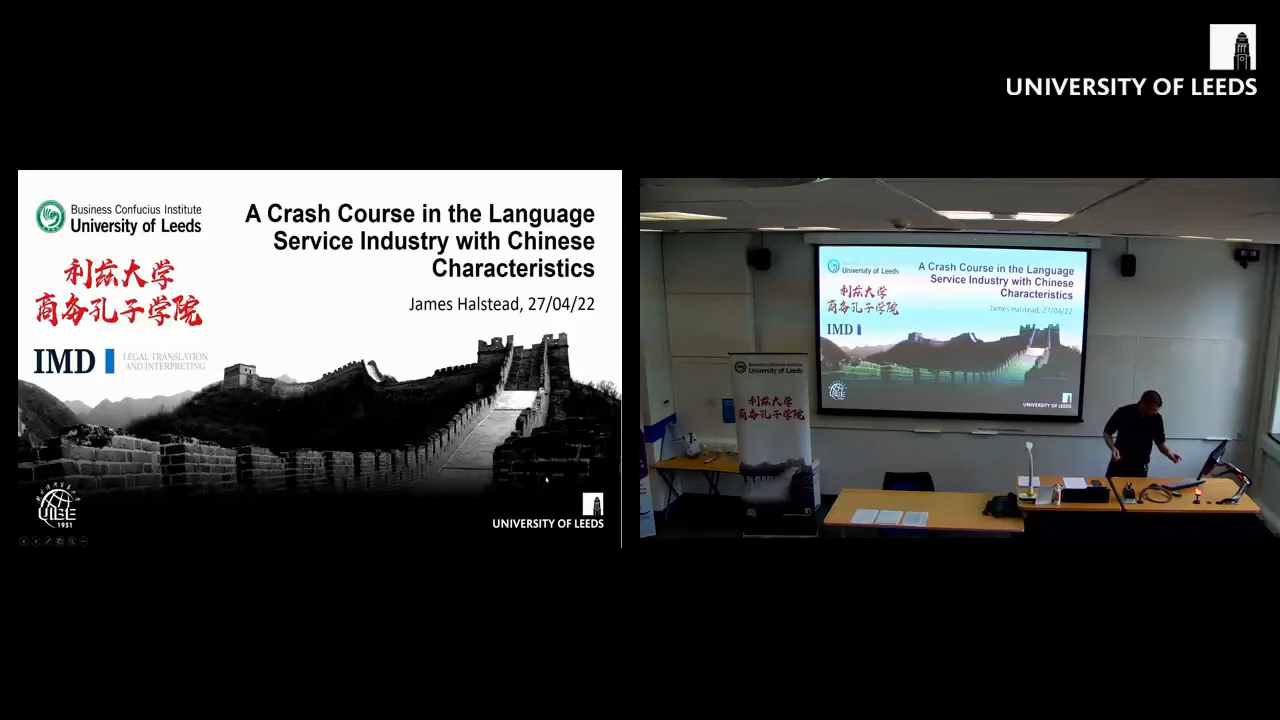 UNIVERSITY OF LEEDS
Business Confucius Institute
University of Leeds
利兹大学
商务孔子学院
IMD
LEGAL TRANSLATION
AND INTERPRETING
A Crash Course in the Language
Service Industry with Chinese
Characteristics
James Halstead, 27/04/22
UIBE
1951
UNIVERSITY OF LEEDS
University of Leeds
利兹大学
商务孔子学院
IMD
A Crash Course in the Language
Service Industry with Chinese
Characteristics
James Halstead, 27/04/22
UNIVERSITY OF LEEDS
Business Confucius Institute
University of Leeds
利兹大学
商务孔子学院